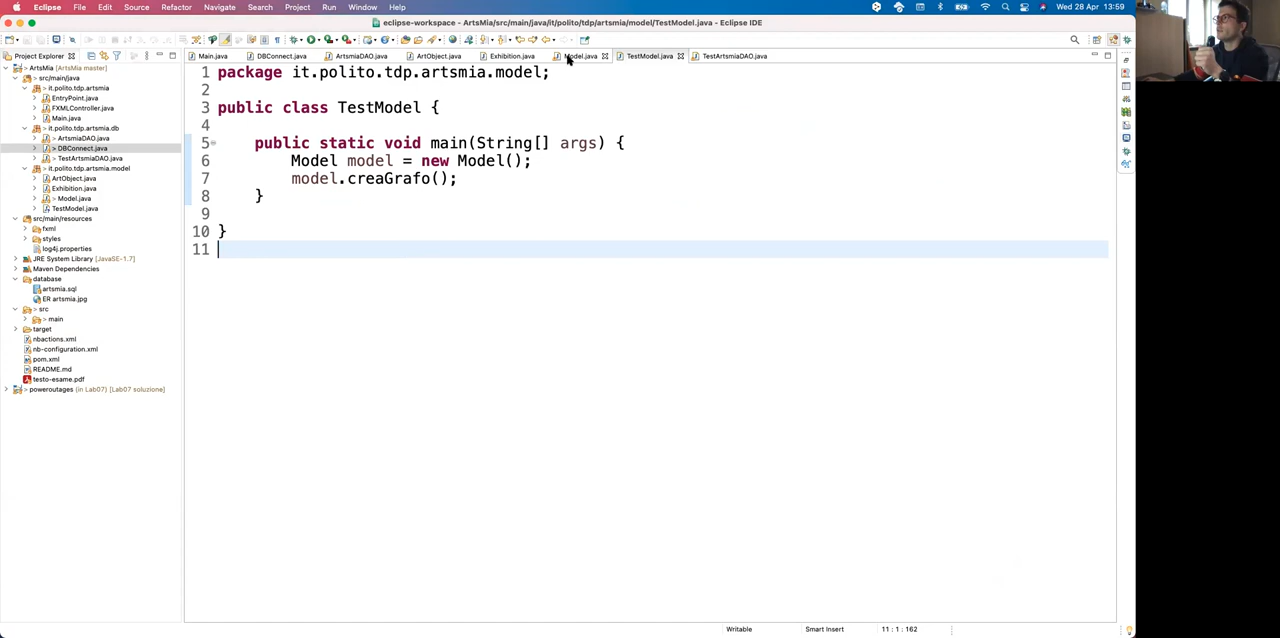 Eclipse File Edit Source Refactor Navigate Search Project Run Window Help Wed 28 Apr 13:59
eclipse-workspace - ArtsMia/src/main/java/it/polito/tdp/artsmia/model/TestModel.java - Eclipse IDE
Project Explorer
Main.java DBConnect.java ArtsmiaDAO.java ArtObject.java Exhibition.java Model.java TestModel.java TestArtsmiaDAO.java
> ArtsMia (ArtsMia master)
> src/main/java
it.polito.tdp.artsmia
EntryPoint.java
FXMLController.java
Main.java
> it.polito.tdp.artsmia.db
> ArtsmiaDAO.java
> DBConnect.java
> TestArtsmiaDAO.java
> it.polito.tdp.artsmia.model
ArtObject.java
Exhibition.java
> Model.java
TestModel.java
src/main/resources
fxml
styles
log4j.properties
JRE System Library [JavaSE-1.7]
Maven Dependencies
database
artsmia.sql
ER artsmia.jpg
> src
> main
target
nbactions.xml
nb-configuration.xml
pom.xml
README.md
testo-esame.pdf
> poweroutages (in Lab07) [Lab07 soluzione]
1 package it.polito.tdp.artsmia.model;
2
3 public class TestModel {
4
5 public static void main(String[] args) {
6 Model model = new Model();
7 model.creaGrafo();
8 }
9
10 }
11
Writable Smart Insert 11 : 1 : 162